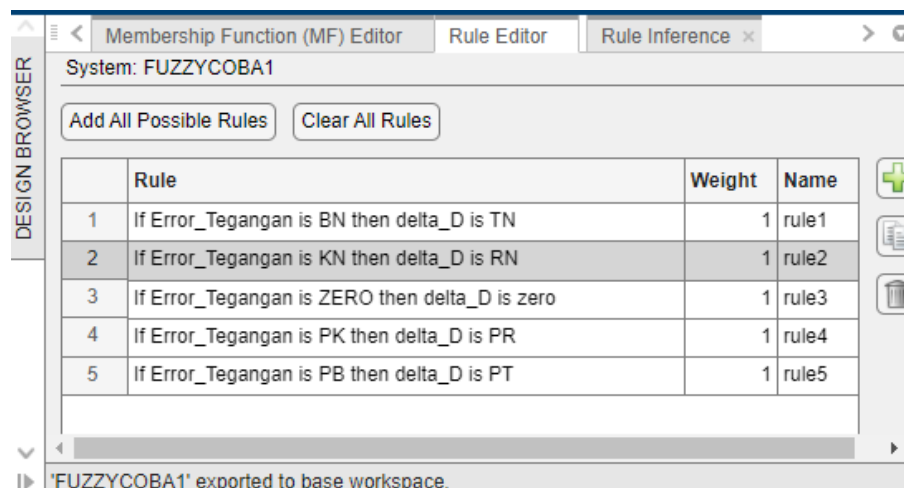 Membership Function (MF) Editor Rule Editor Rule Inference ×
System: FUZZYCOBA1
DESIGN BROWSER
Add All Possible Rules Clear All Rules
Rule Weight Name
1 If Error_Tegangan is BN then delta_D is TN 1 rule1
2 If Error_Tegangan is KN then delta_D is RN 1 rule2
3 If Error_Tegangan is ZERO then delta_D is zero 1 rule3
4 If Error_Tegangan is PK then delta_D is PR 1 rule4
5 If Error_Tegangan is PB then delta_D is PT 1 rule5
'FUZZYCOBA1' exported to base workspace.